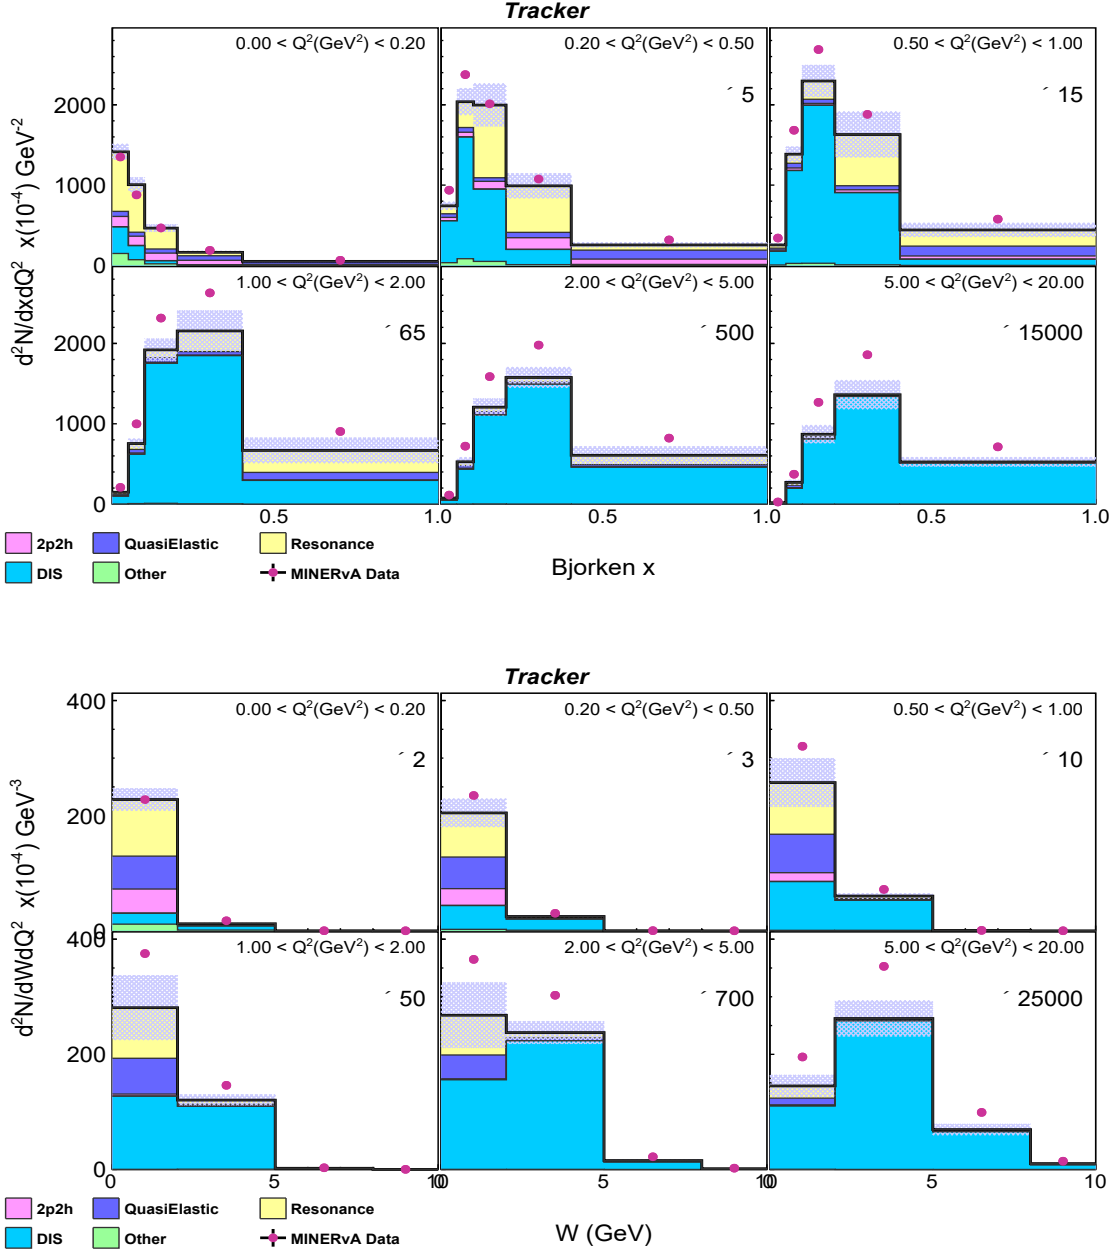 Tracker
0.00 < Q²(GeV²) < 0.20
0.20 < Q²(GeV²) < 0.50
0.50 < Q²(GeV²) < 1.00
´ 5
´ 15
2000
1000
0
d²N/dxdQ² x(10⁻⁴) GeV⁻²
1.00 < Q²(GeV²) < 2.00
2.00 < Q²(GeV²) < 5.00
5.00 < Q²(GeV²) < 20.00
´ 65
´ 500
´ 15000
2000
1000
0
0.5 1.0 0.5 1.0 0.5 1.0
2p2h QuasiElastic Resonance
DIS Other MINERvA Data
Bjorken x
Tracker
400
0.00 < Q²(GeV²) < 0.20
0.20 < Q²(GeV²) < 0.50
0.50 < Q²(GeV²) < 1.00
´ 2
´ 3
´ 10
200
0
d²N/dWdQ² x(10⁻⁴) GeV⁻³
400
1.00 < Q²(GeV²) < 2.00
2.00 < Q²(GeV²) < 5.00
5.00 < Q²(GeV²) < 20.00
´ 50
´ 700
´ 25000
200
0
5 10 0 5 10 0 5 10
2p2h QuasiElastic Resonance
DIS Other MINERvA Data
W (GeV)